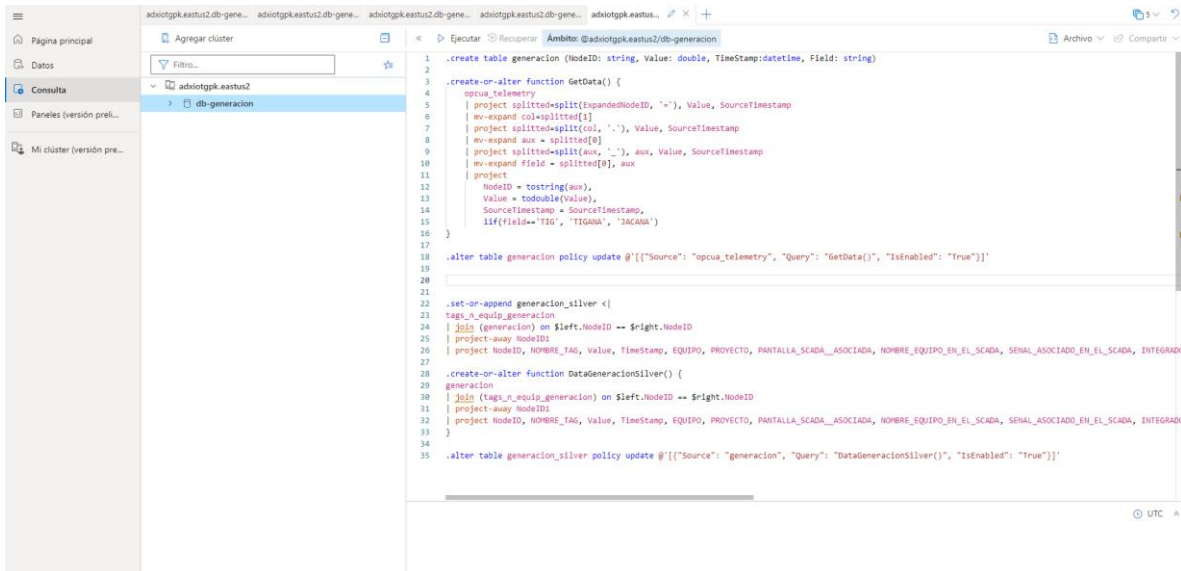 adxiotgpk.eastus2.db-gene... adxiotgpk.eastus2.db-gene... adxiotgpk.eastus2.db-gene... adxiotgpk.eastus2.db-gene... adxiotgpk.eastus...
5
Página principal
Datos
Consulta
Paneles (versión preli...
Mi clúster (versión pre...
Agregar clúster
Filtro...
adxiotgpk.eastus2
db-generacion
Ejecutar Recuperar Ámbito: @adxiotgpk.eastus2/db-generacion
Archivo Compartir
1 .create table generacion (NodeID: string, Value: double, TimeStamp:datetime, Field: string)
2
3 .create-or-alter function GetData() {
4 opcua_telemetry
5 | project splitted=split(ExpandedNodeID, '='), Value, SourceTimestamp
6 | mv-expand col=splitted[1]
7 | project splitted=split(col, '.'), Value, SourceTimestamp
8 | mv-expand aux = splitted[0]
9 | project splitted=split(aux, '_'), aux, Value, SourceTimestamp
10 | mv-expand field = splitted[0], aux
11 | project
12 NodeID = tostring(aux),
13 Value = todouble(Value),
14 SourceTimestamp = SourceTimestamp,
15 iif(field=='TIG', 'TIGANA', 'JACANA')
16 }
17
18 .alter table generacion policy update @'[{"Source": "opcua_telemetry", "Query": "GetData()", "IsEnabled": "True"}]'
19
20
21
22 .set-or-append generacion_silver <|
23 tags_n_equip_generacion
24 | join (generacion) on $left.NodeID == $right.NodeID
25 | project-away NodeID1
26 | project NodeID, NOMBRE_TAG, Value, TimeStamp, EQUIPO, PROYECTO, PANTALLA_SCADA__ASOCIADA, NOMBRE_EQUIPO_EN_EL_SCADA, SENAL_ASOCIADO_EN_EL_SCADA, INTEGRAD
27
28 .create-or-alter function DataGeneracionSilver() {
29 generacion
30 | join (tags_n_equip_generacion) on $left.NodeID == $right.NodeID
31 | project-away NodeID1
32 | project NodeID, NOMBRE_TAG, Value, TimeStamp, EQUIPO, PROYECTO, PANTALLA_SCADA__ASOCIADA, NOMBRE_EQUIPO_EN_EL_SCADA, SENAL_ASOCIADO_EN_EL_SCADA, INTEGRAD
33 }
34
35 .alter table generacion_silver policy update @'[{"Source": "generacion", "Query": "DataGeneracionSilver()", "IsEnabled": "True"}]'
UTC